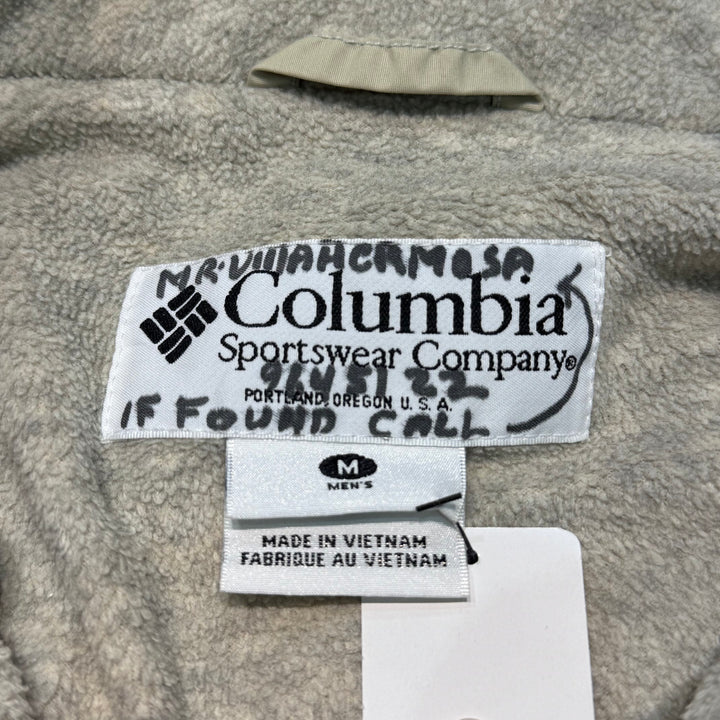 MR. VILLAHERMOSA
Columbia
Sportswear Company®
9645122
PORTLAND, OREGON U.S.A.
IF FOUND CALL
M
MEN'S
MADE IN VIETNAM
FABRIQUE AU VIETNAM